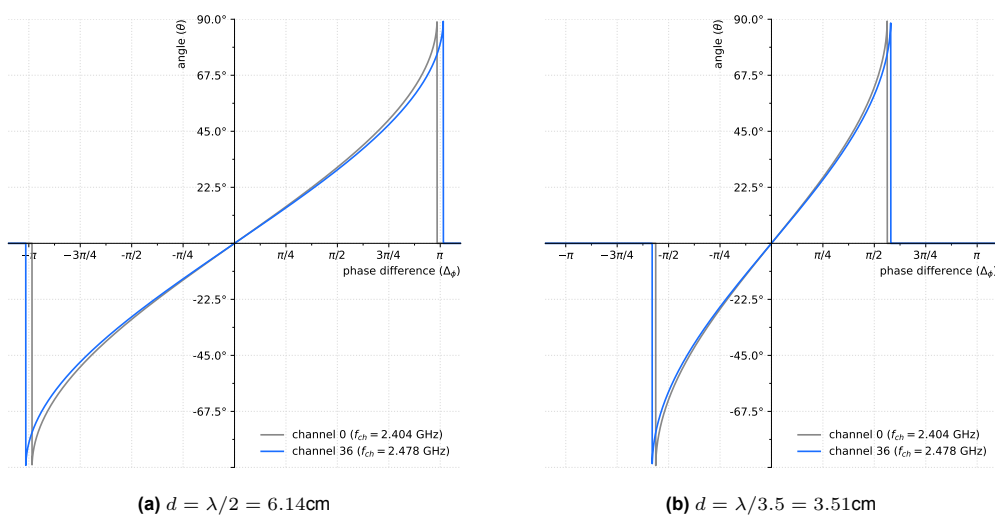 90.0°
67.5°
45.0°
22.5°
-22.5°
-45.0°
-67.5°
angle (θ)
−π
−3π/4
-π/2
−π/4
π/4
π/2
3π/4
π
phase difference (Δϕ)
channel 0 (fch = 2.404 GHz)
channel 36 (fch = 2.478 GHz)
(a) d = λ/2 = 6.14cm
90.0°
67.5°
45.0°
22.5°
-22.5°
-45.0°
-67.5°
angle (θ)
−π
−3π/4
-π/2
−π/4
π/4
π/2
3π/4
π
phase difference (Δϕ)
channel 0 (fch = 2.404 GHz)
channel 36 (fch = 2.478 GHz)
(b) d = λ/3.5 = 3.51cm